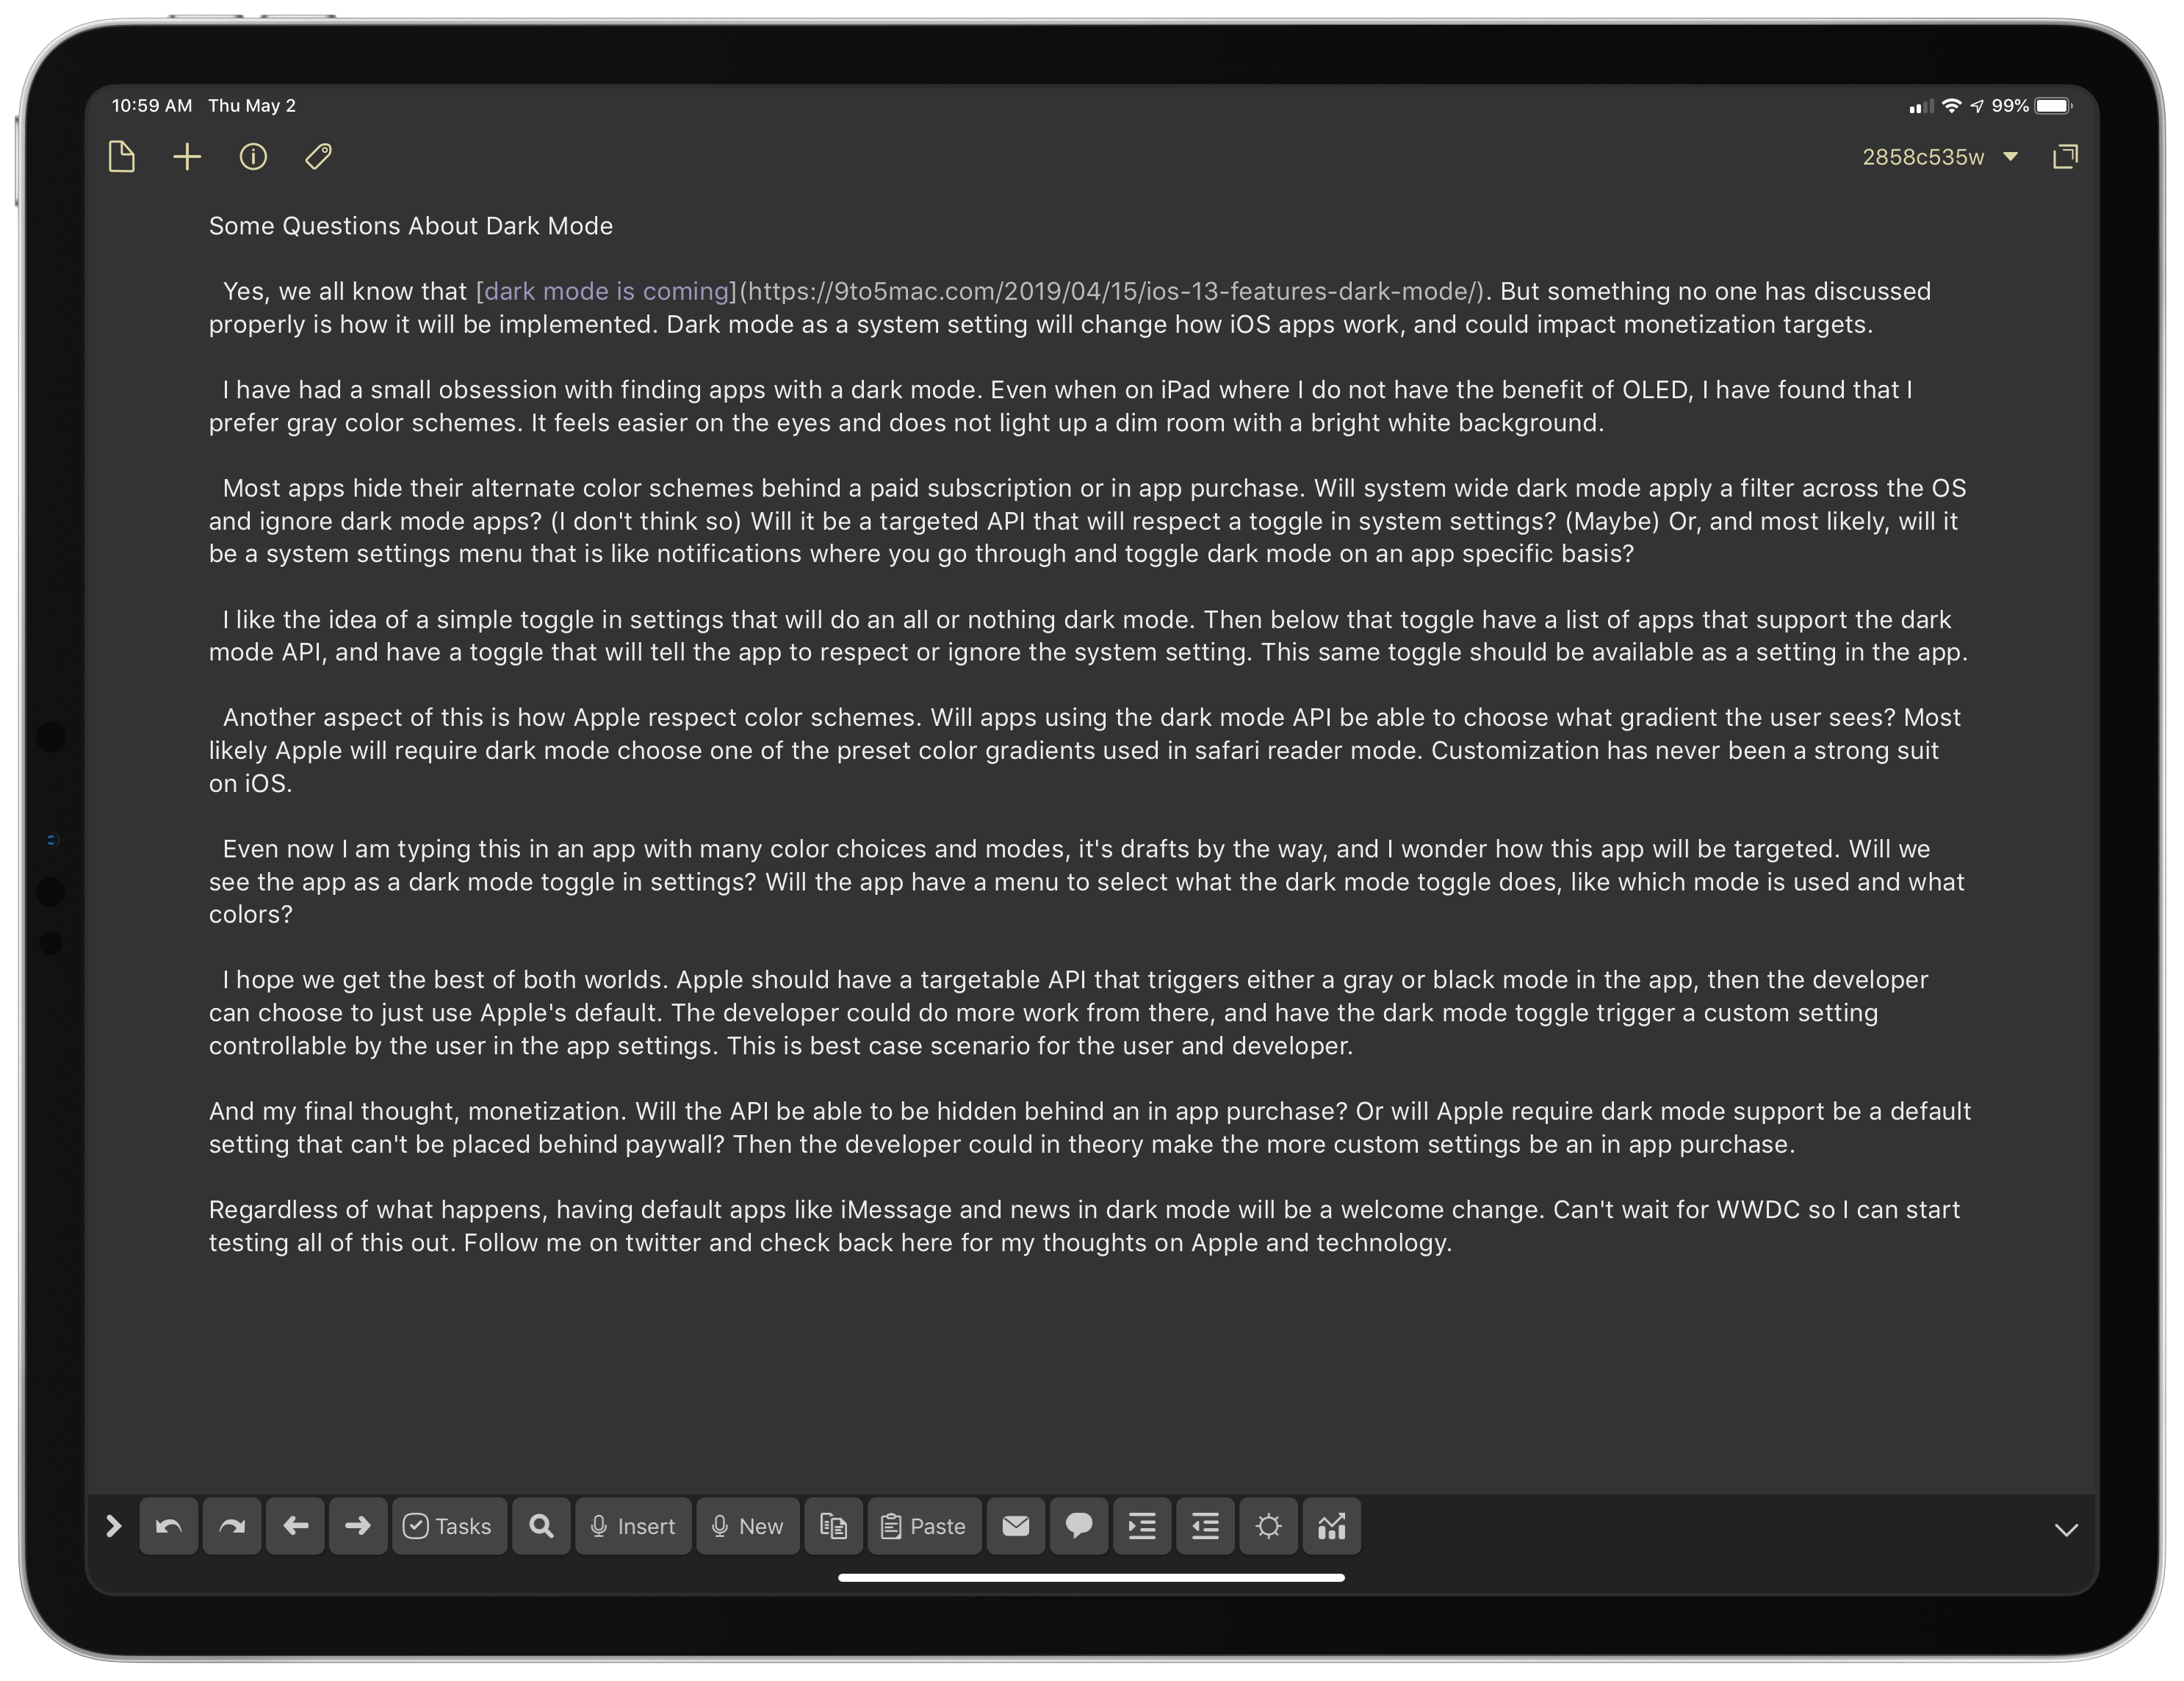 10:59 AM Thu May 2
99%
2858c535w
Some Questions About Dark Mode
Yes, we all know that [dark mode is coming](https://9to5mac.com/2019/04/15/ios-13-features-dark-mode/). But something no one has discussed
properly is how it will be implemented. Dark mode as a system setting will change how iOS apps work, and could impact monetization targets.
I have had a small obsession with finding apps with a dark mode. Even when on iPad where I do not have the benefit of OLED, I have found that I
prefer gray color schemes. It feels easier on the eyes and does not light up a dim room with a bright white background.
Most apps hide their alternate color schemes behind a paid subscription or in app purchase. Will system wide dark mode apply a filter across the OS
and ignore dark mode apps? (I don't think so) Will it be a targeted API that will respect a toggle in system settings? (Maybe) Or, and most likely, will it
be a system settings menu that is like notifications where you go through and toggle dark mode on an app specific basis?
I like the idea of a simple toggle in settings that will do an all or nothing dark mode. Then below that toggle have a list of apps that support the dark
mode API, and have a toggle that will tell the app to respect or ignore the system setting. This same toggle should be available as a setting in the app.
Another aspect of this is how Apple respect color schemes. Will apps using the dark mode API be able to choose what gradient the user sees? Most
likely Apple will require dark mode choose one of the preset color gradients used in safari reader mode. Customization has never been a strong suit
on iOS.
Even now I am typing this in an app with many color choices and modes, it's drafts by the way, and I wonder how this app will be targeted. Will we
see the app as a dark mode toggle in settings? Will the app have a menu to select what the dark mode toggle does, like which mode is used and what
colors?
I hope we get the best of both worlds. Apple should have a targetable API that triggers either a gray or black mode in the app, then the developer
can choose to just use Apple's default. The developer could do more work from there, and have the dark mode toggle trigger a custom setting
controllable by the user in the app settings. This is best case scenario for the user and developer.
And my final thought, monetization. Will the API be able to be hidden behind an in app purchase? Or will Apple require dark mode support be a default
setting that can't be placed behind paywall? Then the developer could in theory make the more custom settings be an in app purchase.
Regardless of what happens, having default apps like iMessage and news in dark mode will be a welcome change. Can't wait for WWDC so I can start
testing all of this out. Follow me on twitter and check back here for my thoughts on Apple and technology.
Tasks Insert New Paste